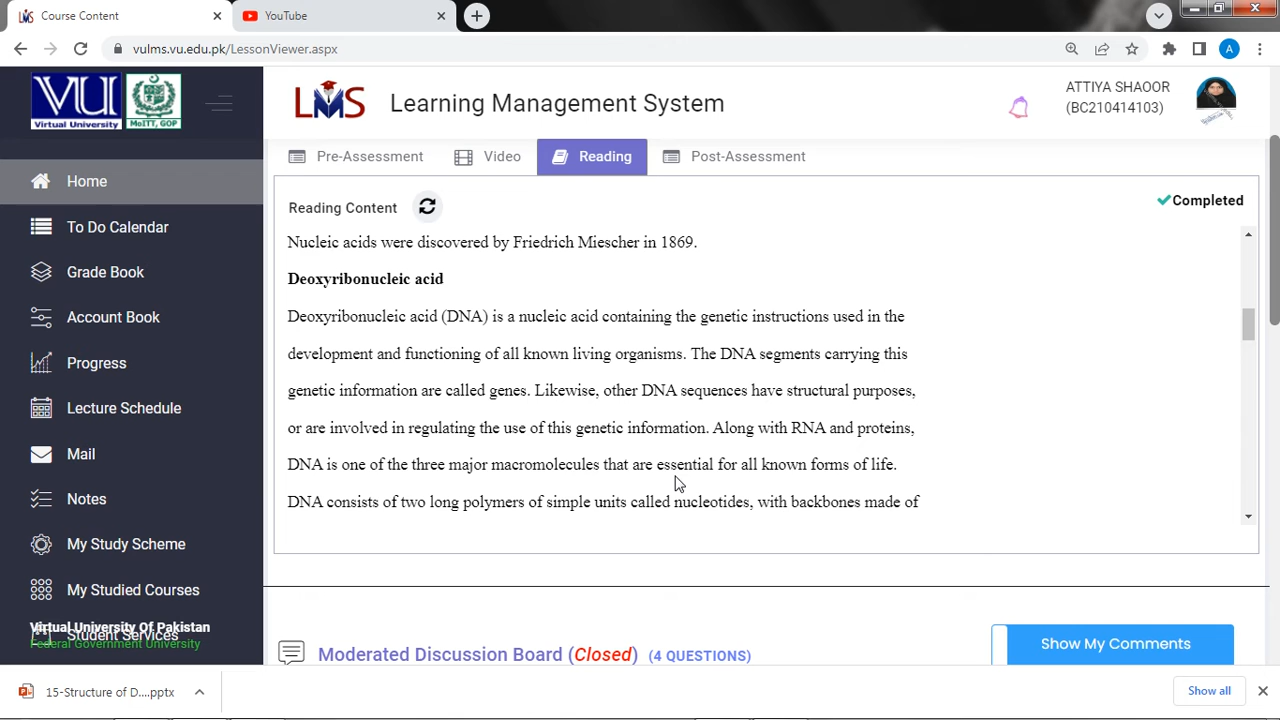 Course Content
YouTube
vulms.vu.edu.pk/LessonViewer.aspx
A
VU
Virtual University
MoITT, GOP
LMS
Learning Management System
ATTIYA SHAOOR
(BC210414103)
Pre-Assessment
Video
Reading
Post-Assessment
Home
To Do Calendar
Grade Book
Account Book
Progress
Lecture Schedule
Mail
Notes
My Study Scheme
My Studied Courses
Student Services
Virtual University Of Pakistan
Federal Government University
Reading Content
Completed
Nucleic acids were discovered by Friedrich Miescher in 1869.
Deoxyribonucleic acid
Deoxyribonucleic acid (DNA) is a nucleic acid containing the genetic instructions used in the
development and functioning of all known living organisms. The DNA segments carrying this
genetic information are called genes. Likewise, other DNA sequences have structural purposes,
or are involved in regulating the use of this genetic information. Along with RNA and proteins,
DNA is one of the three major macromolecules that are essential for all known forms of life.
DNA consists of two long polymers of simple units called nucleotides, with backbones made of
Moderated Discussion Board (Closed) (4 QUESTIONS)
Show My Comments
15-Structure of D....pptx
Show all